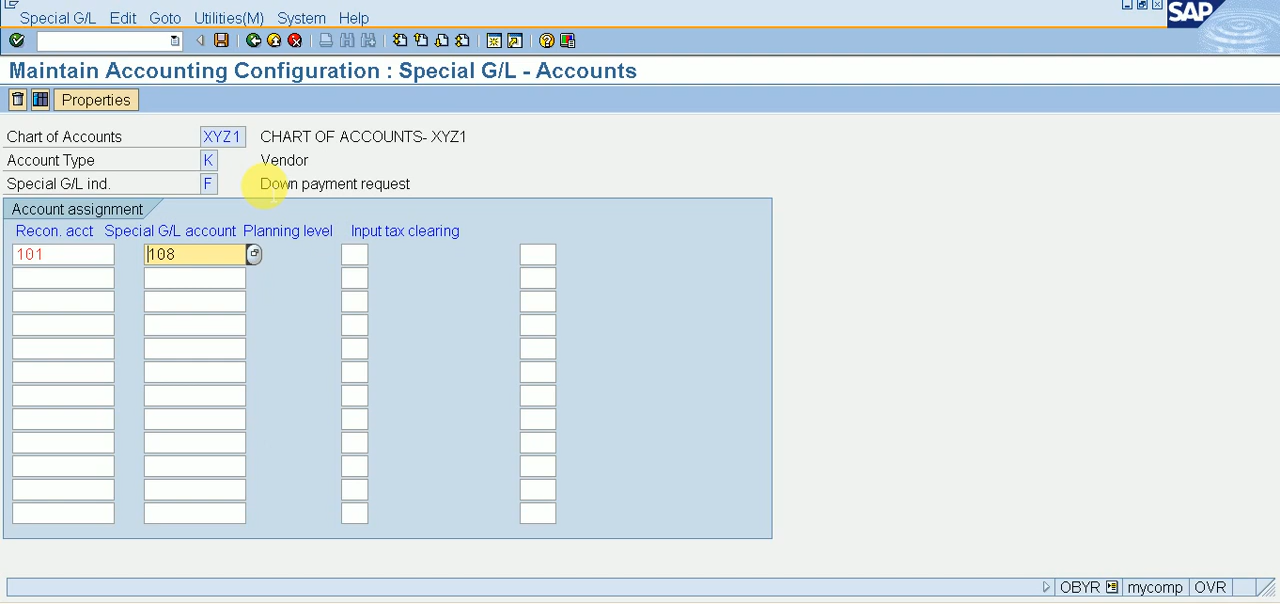 Special G/L Edit Goto Utilities(M) System Help
SAP
Maintain Accounting Configuration : Special G/L - Accounts
Properties
Chart of Accounts XYZ1 CHART OF ACCOUNTS- XYZ1
Account Type K Vendor
Special G/L ind. F Down payment request
Account assignment
Recon. acct Special G/L account Planning level Input tax clearing
101 108
OBYR mycomp OVR